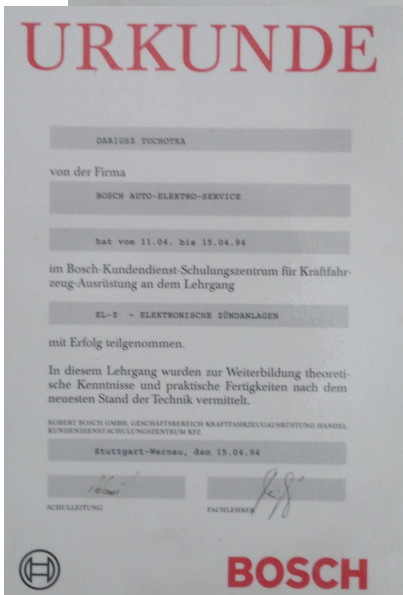 URKUNDE
DARIUSZ TOCHOTKA
von der Firma
BOSCH AUTO-ELEKTRO-SERVICE
hat vom 11.04. bis 15.04.94
im Bosch-Kundendienst-Schulungszentrum für Kraftfahr-
zeug-Ausrüstung an dem Lehrgang
EL-Z - ELEKTRONISCHE ZÜNDANLAGEN
mit Erfolg teilgenommen.
In diesem Lehrgang wurden zur Weiterbildung theoreti-
sche Kenntnisse und praktische Fertigkeiten nach dem
neuesten Stand der Technik vermittelt.
ROBERT BOSCH GMBH, GESCHÄFTSBEREICH KRAFTFAHRZEUGAUSRÜSTUNG HANDEL
KUNDENDIENST-SCHULUNGSZENTRUM KFZ
Stuttgart-Wernau, den 15.04.94
SCHULLEITUNG FACHLEHRER
BOSCH